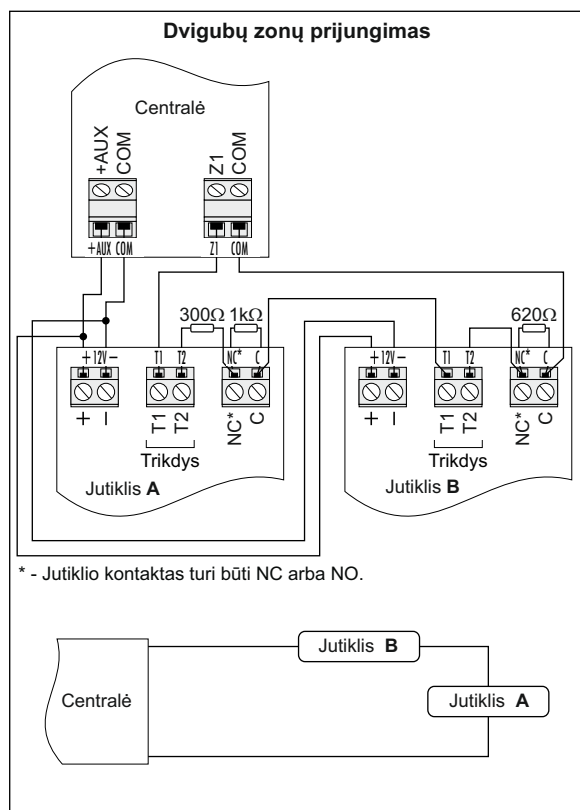 Dvigubų zonų prijungimas
Centralė
+AUX COM Z1 COM
+AUX COM Z1 COM
300Ω 1kΩ 620Ω
+ 12V − T1 T2 NC* C + 12V − T1 T2 NC* C
+ − T1 T2 NC* C + − T1 T2 NC* C
Trikdys Trikdys
Jutiklis A Jutiklis B
* - Jutiklio kontaktas turi būti NC arba NO.
Jutiklis B
Centralė Jutiklis A